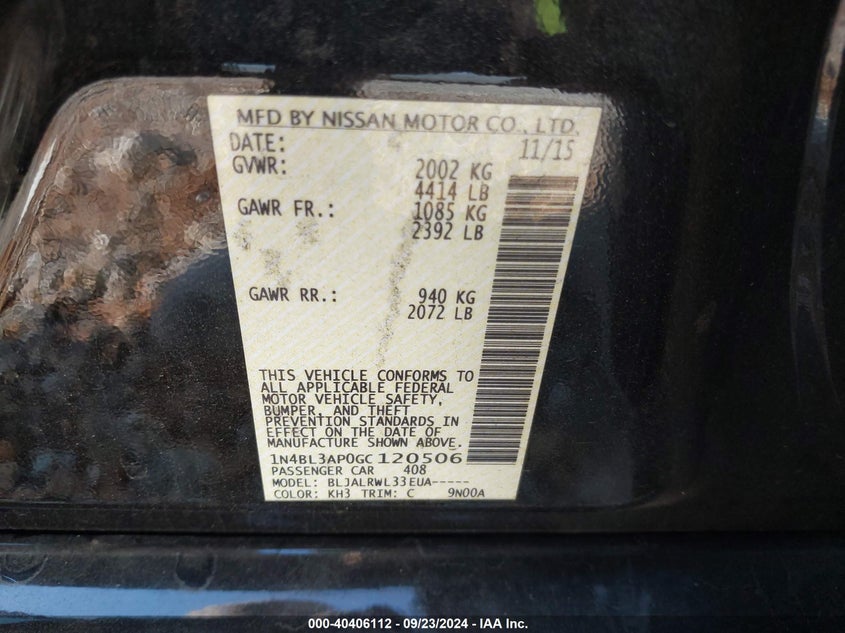 MFD BY NISSAN MOTOR CO., LTD.
DATE: 11/15
GVWR: 2002 KG
4414 LB
GAWR FR.: 1085 KG
2392 LB
GAWR RR.: 940 KG
2072 LB
THIS VEHICLE CONFORMS TO
ALL APPLICABLE FEDERAL
MOTOR VEHICLE SAFETY,
BUMPER, AND THEFT
PREVENTION STANDARDS IN
EFFECT ON THE DATE OF
MANUFACTURE SHOWN ABOVE.
1N4BL3AP0GC120506
PASSENGER CAR 408
MODEL: BLJALRWL33EUA-----
COLOR: KH3 TRIM: C 9N00A
000-40406112 - 09/23/2024 - IAA Inc.